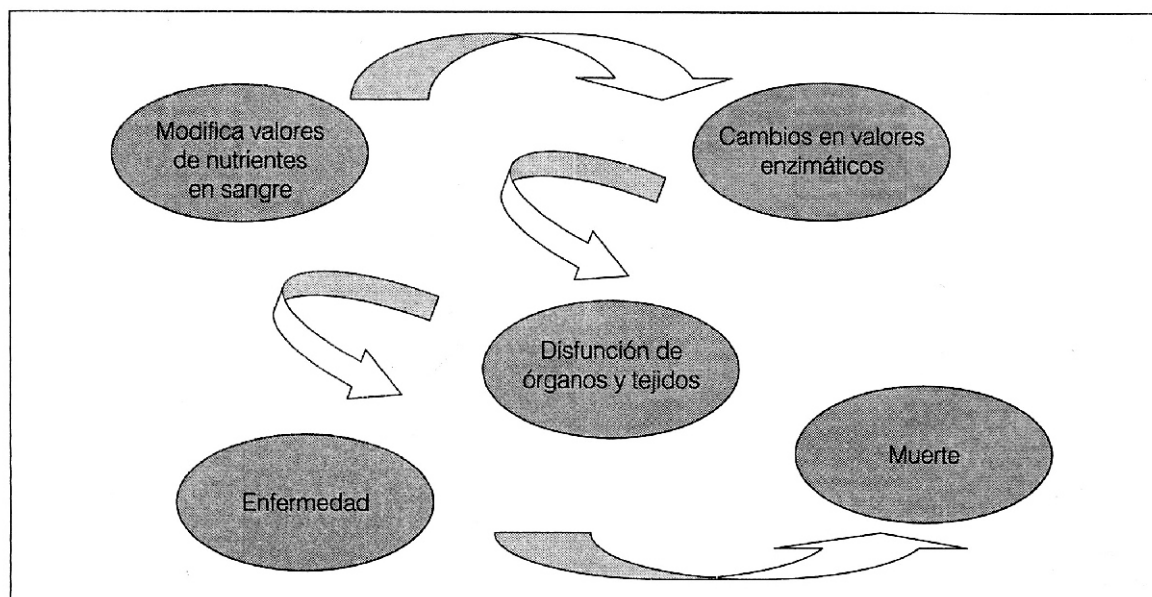 Modifica valores
de nutrientes
en sangre
Cambios en valores
enzimáticos
Disfunción de
órganos y tejidos
Enfermedad
Muerte